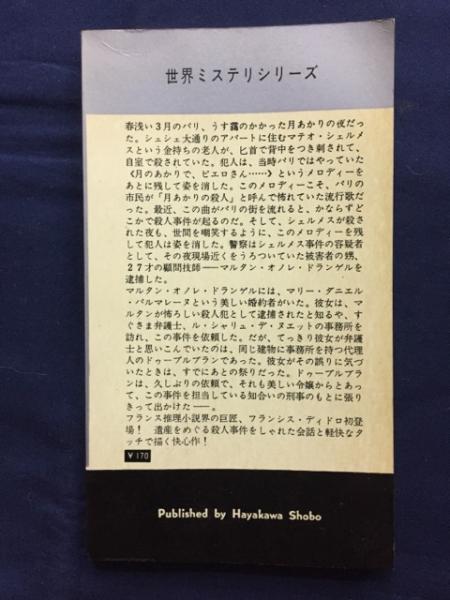 世界ミステリシリーズ
春浅い3月のパリ、うす靄のかかった月あかりの夜だっ
た。シュシェ大通りのアパートに住むマテオ・シェルメ
スという金持ちの老人が、匕首で背中をつき刺されて、
自室で殺されていた。犯人は、当時パリではやっていた
〈月のあかりで、ピエロさん……〉というメロディーを
あとに残して姿を消した。このメロディーこそ、パリの
市民が「月あかりの殺人」と呼んで怖れていた流行歌だ
った。最近、この曲がパリの街を流れると、かならずど
こかで殺人事件が起るのだ。そして、シェルメスが殺さ
れた夜も、世間を嘲笑するように、このメロディーを残
して犯人は姿を消した。警察はシェルメス事件の容疑者
として、その夜現場近くをうろついていた被害者の甥、
27才の顧問技師――マルタン・オノレ・ドランゲルを
逮捕した。
マルタン・オノレ・ドランゲルには、マリー・ダニエル
・パルマレーヌという美しい婚約者がいた。彼女は、マ
ルタンが怖ろしい殺人犯として逮捕されたと知るや、す
ぐさま弁護士、ル・シャリュ・デ・ヌエットの事務所を
訪れ、この事件を依頼した。だが、てっきり彼女が弁護
士と思いこんでいたのは、同じ建物に事務所を持つ代理
人のドゥーブルブランであった。彼女がその誤りに気づ
いたときは、すでにあとの祭りだった。ドゥーブルブラ
ンは、久しぶりの依頼で、それも美しい令嬢からとあっ
て、この事件を担当している知合いの刑事のもとに張り
きって出かけた――。
フランス推理小説界の巨匠、フランシス・ディドロ初登
場！ 遺産をめぐる殺人事件をしゃれた会話と軽快なタ
ッチで描く快心作！
¥170
Published by Hayakawa Shobo